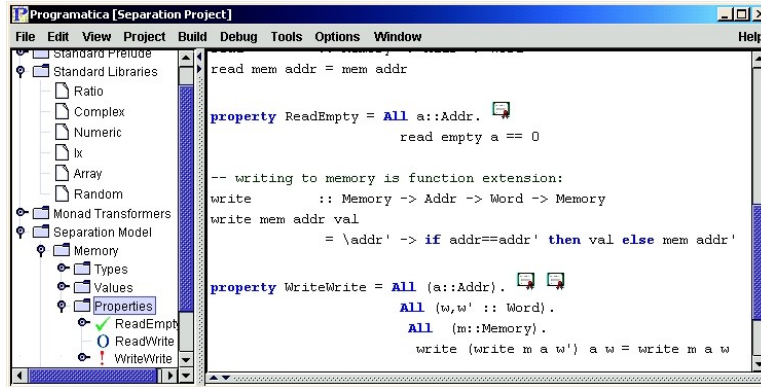 Programatica [Separation Project]
File Edit View Project Build Debug Tools Options Window Help
Standard Prelude
Standard Libraries
Ratio
Complex
Numeric
Ix
Array
Random
Monad Transformers
Separation Model
Memory
Types
Values
Properties
ReadEmpty
ReadWrite
WriteWrite
read mem addr = mem addr
property ReadEmpty = All a::Addr.
read empty a == 0
-- writing to memory is function extension:
write :: Memory -> Addr -> Word -> Memory
write mem addr val
= \addr' -> if addr==addr' then val else mem addr'
property WriteWrite = All (a::Addr).
All (w,w' :: Word).
All (m::Memory).
write (write m a w') a w = write m a w